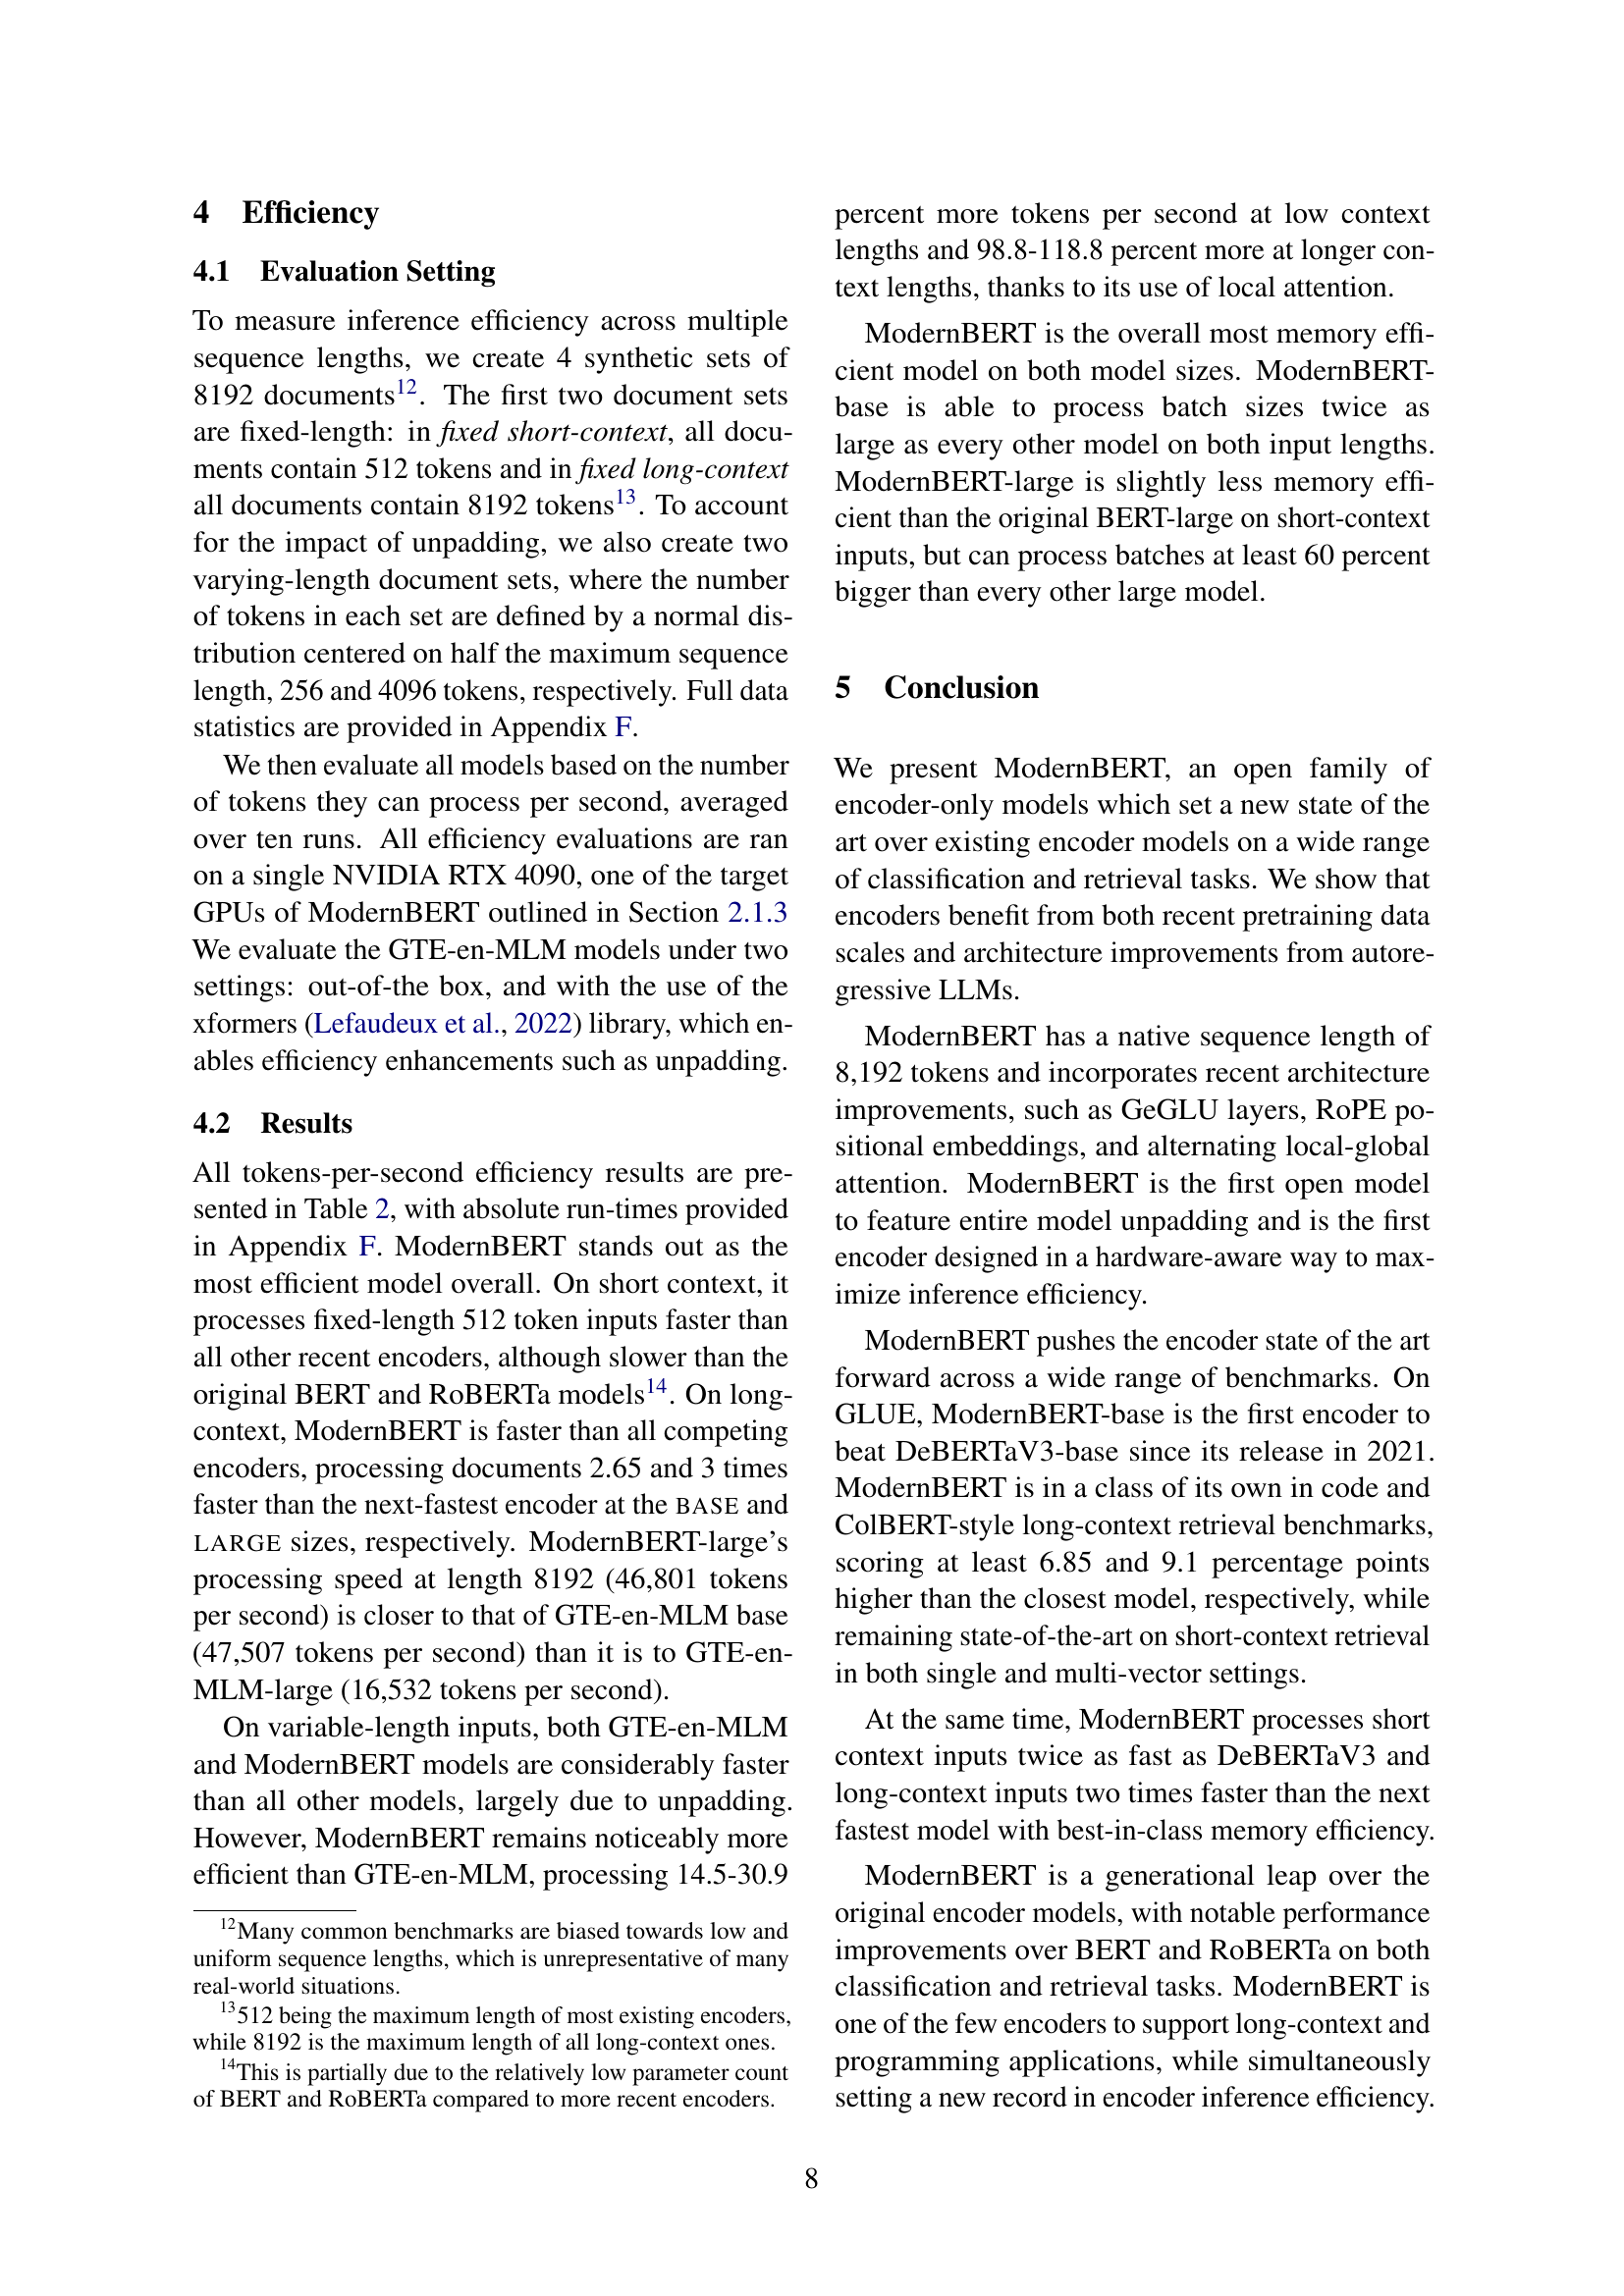 4 Efficiency
4.1 Evaluation Setting
To measure inference efficiency across multiple
sequence lengths, we create 4 synthetic sets of
8192 documents12. The first two document sets
are fixed-length: in fixed short-context, all docu-
ments contain 512 tokens and in fixed long-context
all documents contain 8192 tokens13. To account
for the impact of unpadding, we also create two
varying-length document sets, where the number
of tokens in each set are defined by a normal dis-
tribution centered on half the maximum sequence
length, 256 and 4096 tokens, respectively. Full data
statistics are provided in Appendix F.
We then evaluate all models based on the number
of tokens they can process per second, averaged
over ten runs. All efficiency evaluations are ran
on a single NVIDIA RTX 4090, one of the target
GPUs of ModernBERT outlined in Section 2.1.3
We evaluate the GTE-en-MLM models under two
settings: out-of-the box, and with the use of the
xformers (Lefaudeux et al., 2022) library, which en-
ables efficiency enhancements such as unpadding.
4.2 Results
All tokens-per-second efficiency results are pre-
sented in Table 2, with absolute run-times provided
in Appendix F. ModernBERT stands out as the
most efficient model overall. On short context, it
processes fixed-length 512 token inputs faster than
all other recent encoders, although slower than the
original BERT and RoBERTa models14. On long-
context, ModernBERT is faster than all competing
encoders, processing documents 2.65 and 3 times
faster than the next-fastest encoder at the BASE and
LARGE sizes, respectively. ModernBERT-large's
processing speed at length 8192 (46,801 tokens
per second) is closer to that of GTE-en-MLM base
(47,507 tokens per second) than it is to GTE-en-
MLM-large (16,532 tokens per second).
On variable-length inputs, both GTE-en-MLM
and ModernBERT models are considerably faster
than all other models, largely due to unpadding.
However, ModernBERT remains noticeably more
efficient than GTE-en-MLM, processing 14.5-30.9
12Many common benchmarks are biased towards low and
uniform sequence lengths, which is unrepresentative of many
real-world situations.
13512 being the maximum length of most existing encoders,
while 8192 is the maximum length of all long-context ones.
14This is partially due to the relatively low parameter count
of BERT and RoBERTa compared to more recent encoders.
percent more tokens per second at low context
lengths and 98.8-118.8 percent more at longer con-
text lengths, thanks to its use of local attention.
ModernBERT is the overall most memory effi-
cient model on both model sizes. ModernBERT-
base is able to process batch sizes twice as
large as every other model on both input lengths.
ModernBERT-large is slightly less memory effi-
cient than the original BERT-large on short-context
inputs, but can process batches at least 60 percent
bigger than every other large model.
5 Conclusion
We present ModernBERT, an open family of
encoder-only models which set a new state of the
art over existing encoder models on a wide range
of classification and retrieval tasks. We show that
encoders benefit from both recent pretraining data
scales and architecture improvements from autore-
gressive LLMs.
ModernBERT has a native sequence length of
8,192 tokens and incorporates recent architecture
improvements, such as GeGLU layers, RoPE po-
sitional embeddings, and alternating local-global
attention. ModernBERT is the first open model
to feature entire model unpadding and is the first
encoder designed in a hardware-aware way to max-
imize inference efficiency.
ModernBERT pushes the encoder state of the art
forward across a wide range of benchmarks. On
GLUE, ModernBERT-base is the first encoder to
beat DeBERTaV3-base since its release in 2021.
ModernBERT is in a class of its own in code and
ColBERT-style long-context retrieval benchmarks,
scoring at least 6.85 and 9.1 percentage points
higher than the closest model, respectively, while
remaining state-of-the-art on short-context retrieval
in both single and multi-vector settings.
At the same time, ModernBERT processes short
context inputs twice as fast as DeBERTaV3 and
long-context inputs two times faster than the next
fastest model with best-in-class memory efficiency.
ModernBERT is a generational leap over the
original encoder models, with notable performance
improvements over BERT and RoBERTa on both
classification and retrieval tasks. ModernBERT is
one of the few encoders to support long-context and
programming applications, while simultaneously
setting a new record in encoder inference efficiency.
8